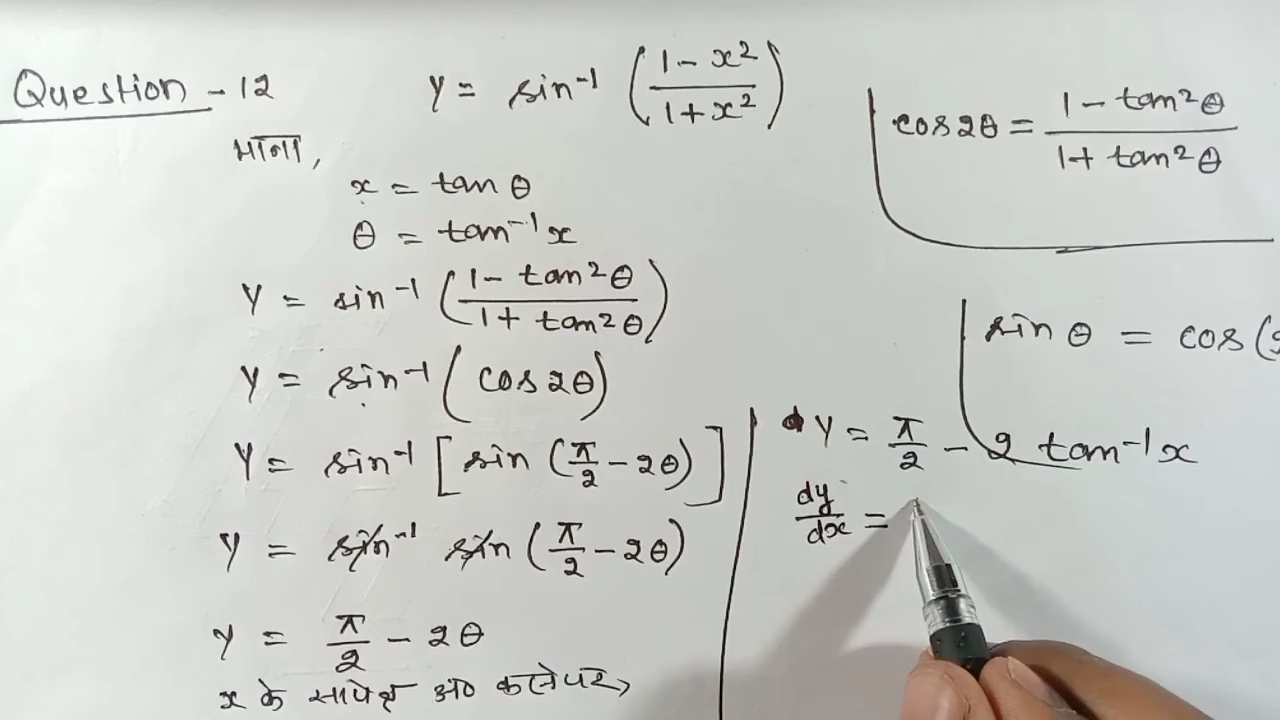 Question - 12
y = sin⁻¹ ((1 - x²)/(1 + x²))
माना,
x = tan θ
θ = tan⁻¹ x
y = sin⁻¹ ((1 - tan²θ)/(1 + tan²θ))
y = sin⁻¹ (cos 2θ)
y = sin⁻¹ [sin (π/2 - 2θ)]
y = sin⁻¹ sin (π/2 - 2θ)
y = π/2 - 2θ
x के सापेक्ष अव० करने पर,
cos 2θ = (1 - tan²θ)/(1 + tan²θ)
sin θ = cos (
y = π/2 - 2 tan⁻¹ x
dy/dx =